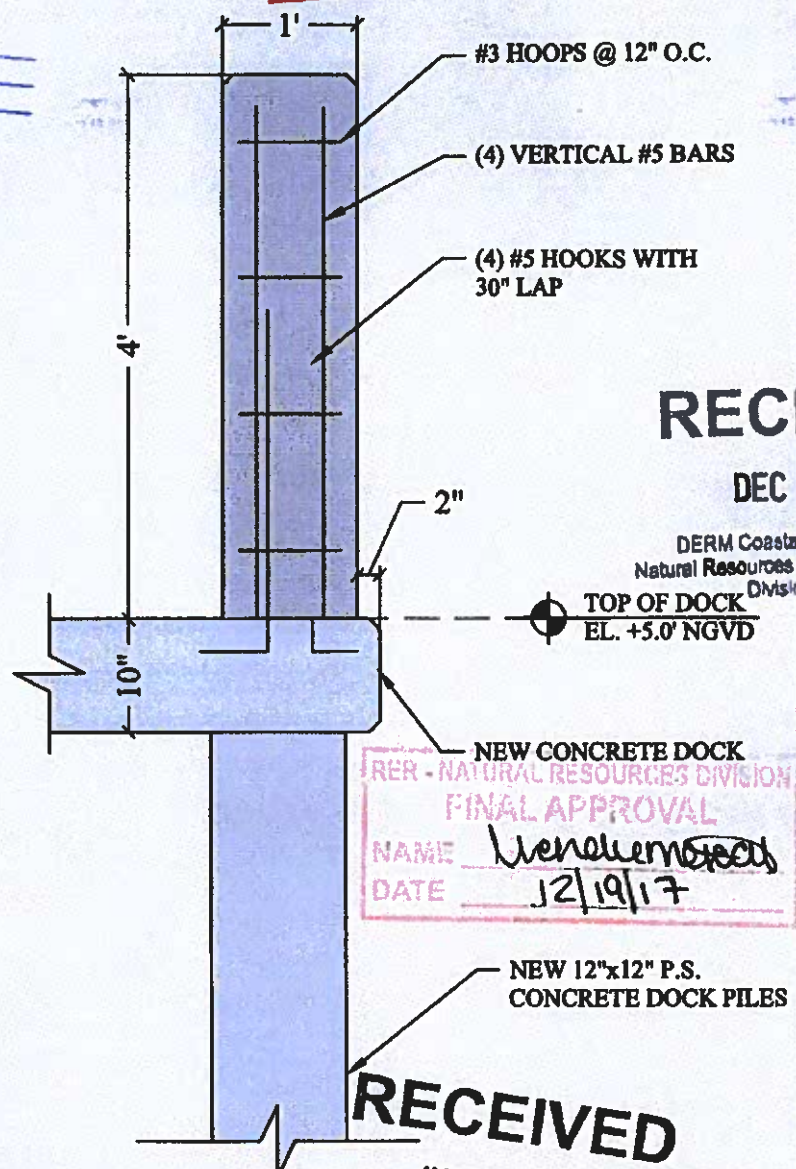 1'
#3 HOOPS @ 12" O.C.
(4) VERTICAL #5 BARS
(4) #5 HOOKS WITH
30" LAP
4'
2"
DEC
DERM
Natural Resources
TOP OF DOCK
EL. +5.0' NGVD
10"
NEW CONCRETE DOCK
RER - NATURAL RESOURCES DIVISION
FINAL APPROVAL
NAME
DATE 12/19/17
NEW 12"x12" P.S.
CONCRETE DOCK PILES
RECEIVED